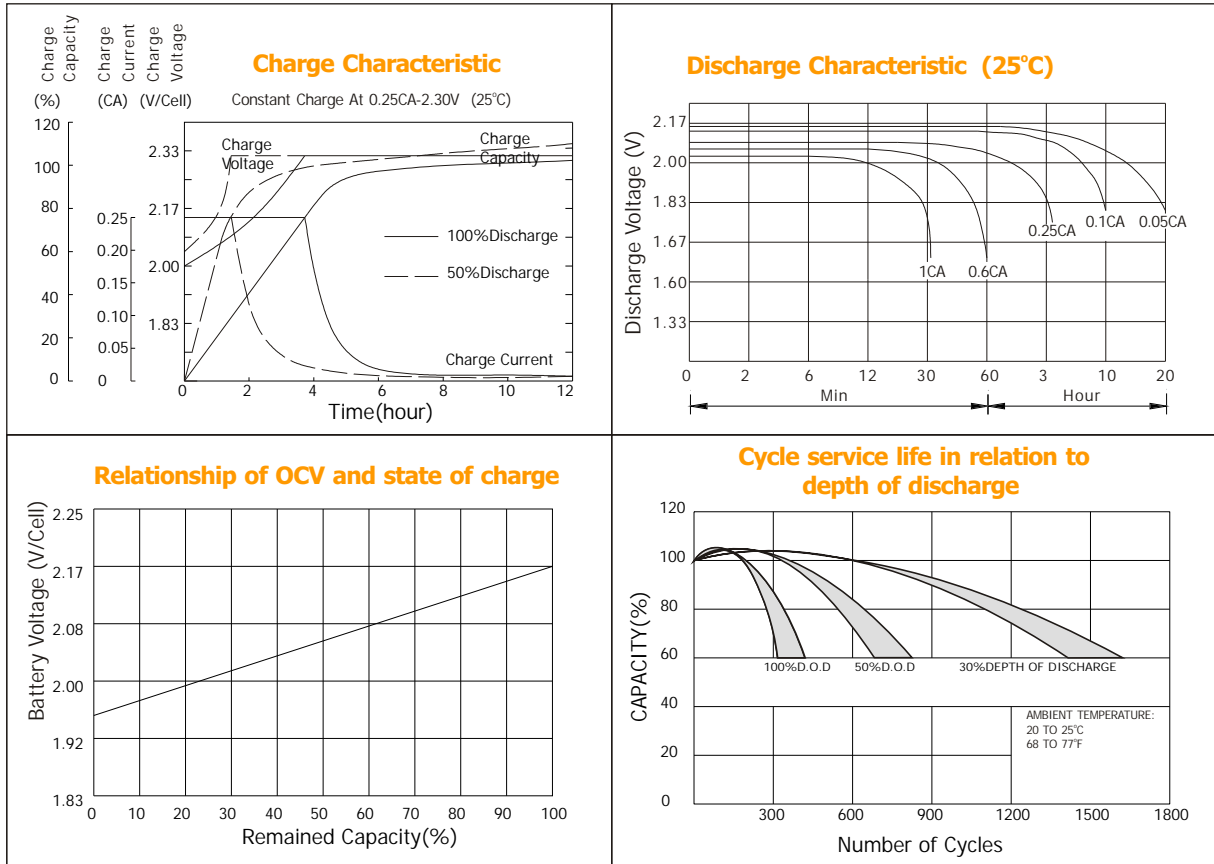 Charge Capacity
Charge Current
Charge Voltage
(%)
(CA)
(V/Cell)
Charge Characteristic
Constant Charge At 0.25CA-2.30V (25°C)
120
100
80
60
40
20
0
0.25
0.20
0.15
0.10
0.05
0
2.33
2.17
2.00
1.83
Charge Voltage
Charge Capacity
100%Discharge
50%Discharge
Charge Current
0 2 4 6 8 10 12
Time(hour)
Discharge Characteristic (25°C)
Discharge Voltage (V)
2.17
2.00
1.83
1.67
1.60
1.33
1CA
0.6CA
0.25CA
0.1CA
0.05CA
0 2 6 12 30 60 3 10 20
Min
Hour
Relationship of OCV and state of charge
Battery Voltage (V/Cell)
2.25
2.17
2.08
2.00
1.92
1.83
0 10 20 30 40 50 60 70 80 90 100
Remained Capacity(%)
Cycle service life in relation to
depth of discharge
CAPACITY(%)
120
100
80
60
40
20
0
100%D.O.D
50%D.O.D
30%DEPTH OF DISCHARGE
AMBIENT TEMPERATURE:
20 TO 25°C
68 TO 77°F
300 600 900 1200 1500 1800
Number of Cycles